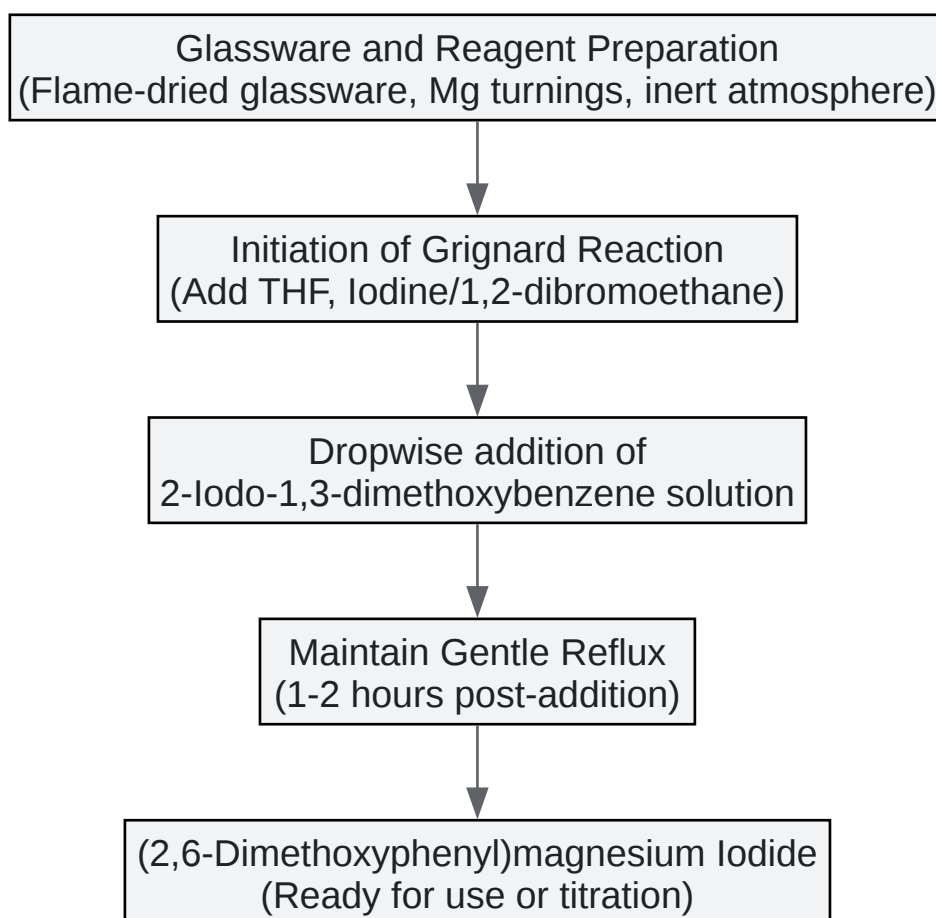 Glassware and Reagent Preparation
(Flame-dried glassware, Mg turnings, inert atmosphere)
Initiation of Grignard Reaction
(Add THF, Iodine/1,2-dibromoethane)
Dropwise addition of
2-Iodo-1,3-dimethoxybenzene solution
Maintain Gentle Reflux
(1-2 hours post-addition)
(2,6-Dimethoxyphenyl)magnesium Iodide
(Ready for use or titration)